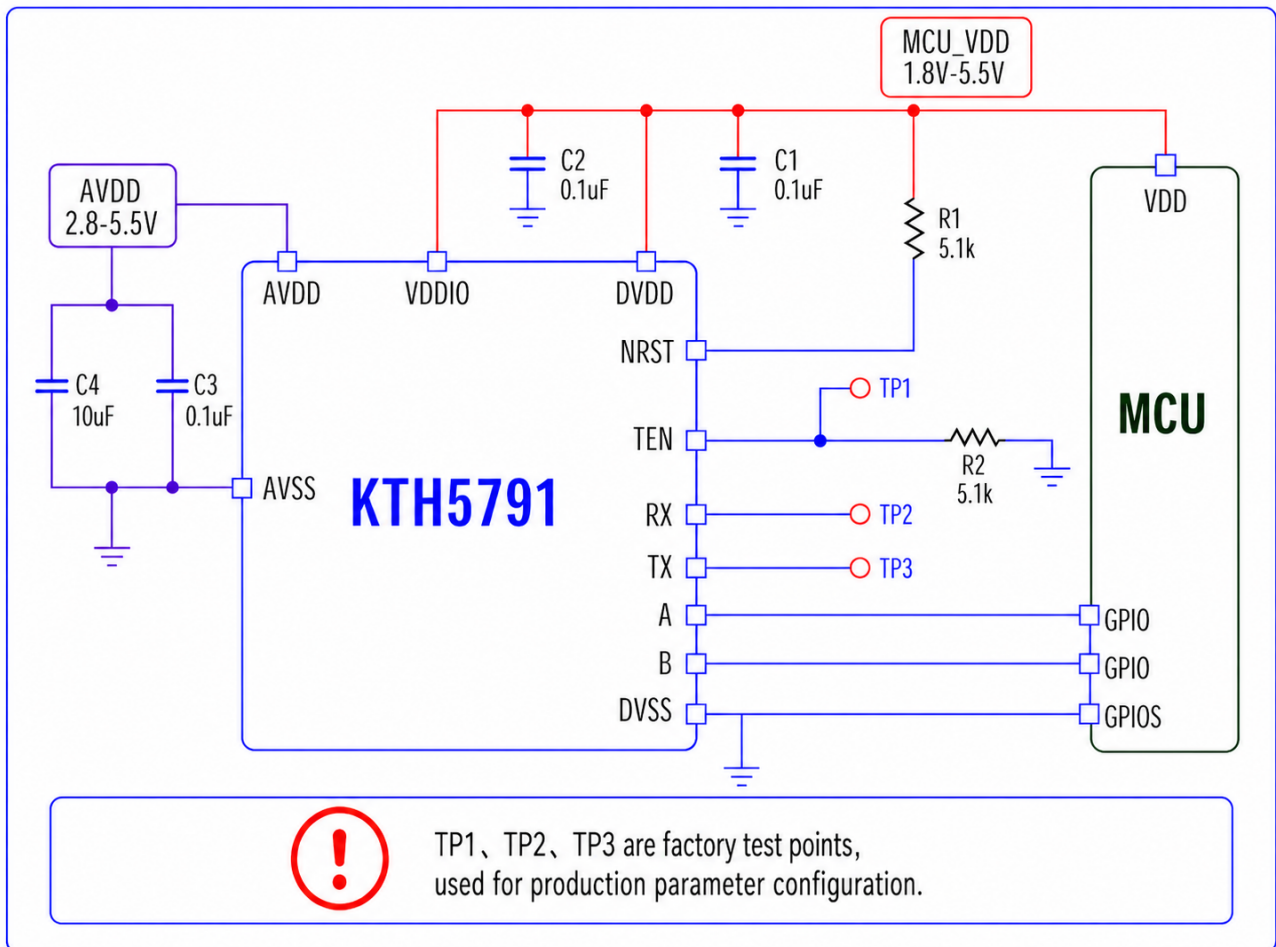 MCU_VDD
1.8V-5.5V
AVDD
2.8-5.5V
C2
0.1uF
C1
0.1uF
R1
5.1k
VDD
AVDD
VDDIO
DVDD
NRST
C4
10uF
C3
0.1uF
TP1
MCU
TEN
R2
5.1k
AVSS
KTH5791
RX
TP2
TX
TP3
A
GPIO
B
GPIO
DVSS
GPIOS
TP1、TP2、TP3 are factory test points,
used for production parameter configuration.